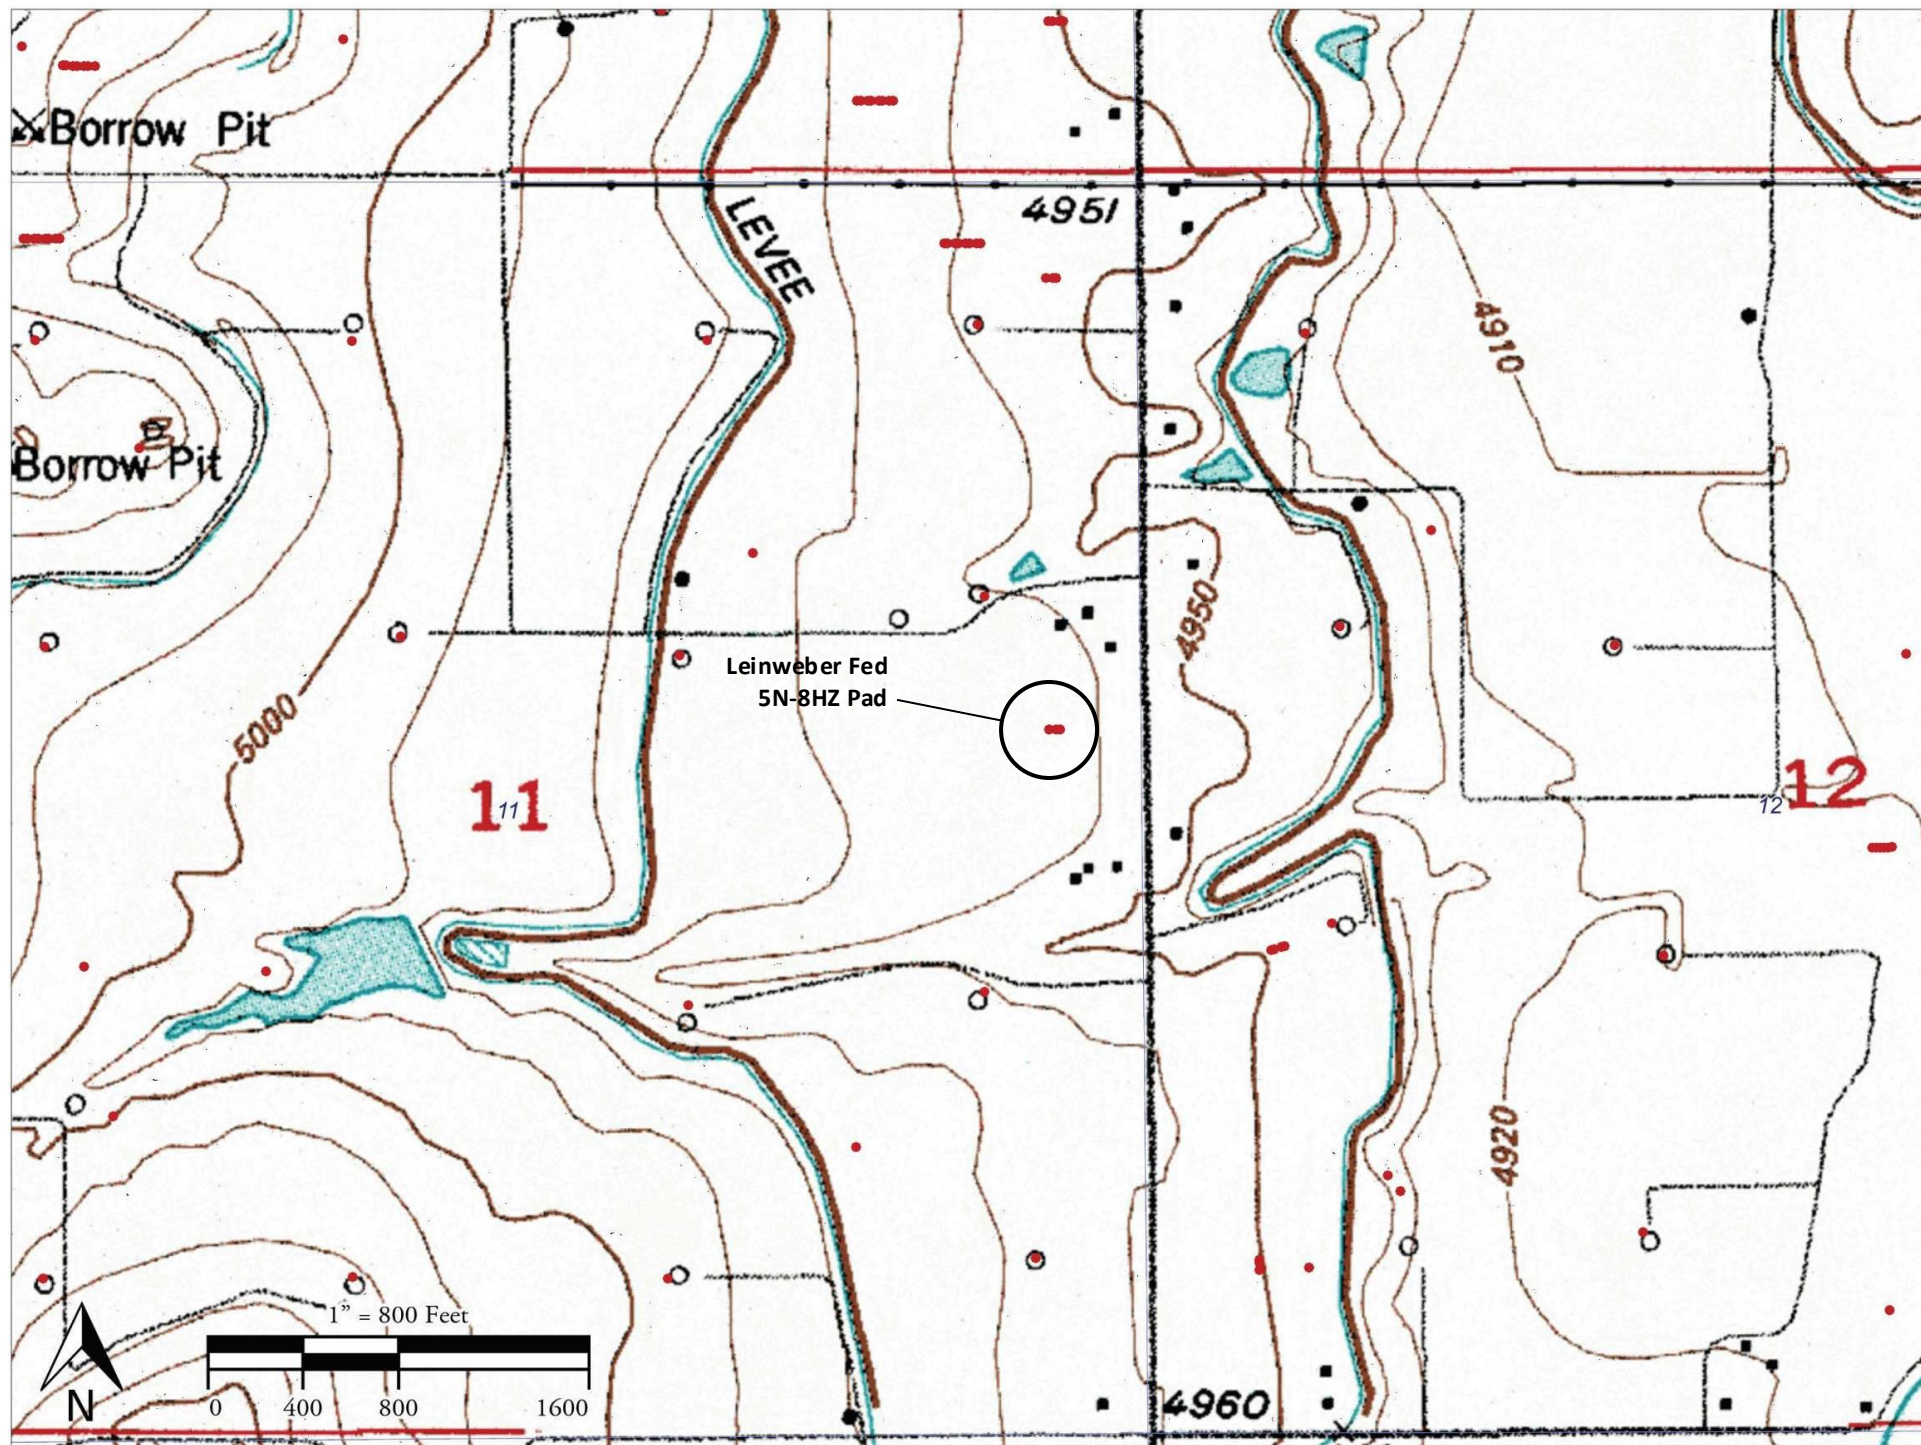 Borrow Pit
4951
LEVEE
4910
Borrow Pit
4950
Leinweber Fed
5N-8HZ Pad
5000
11
11
12
12
4920
1” = 800 Feet
0 400 800 1600
N
4960